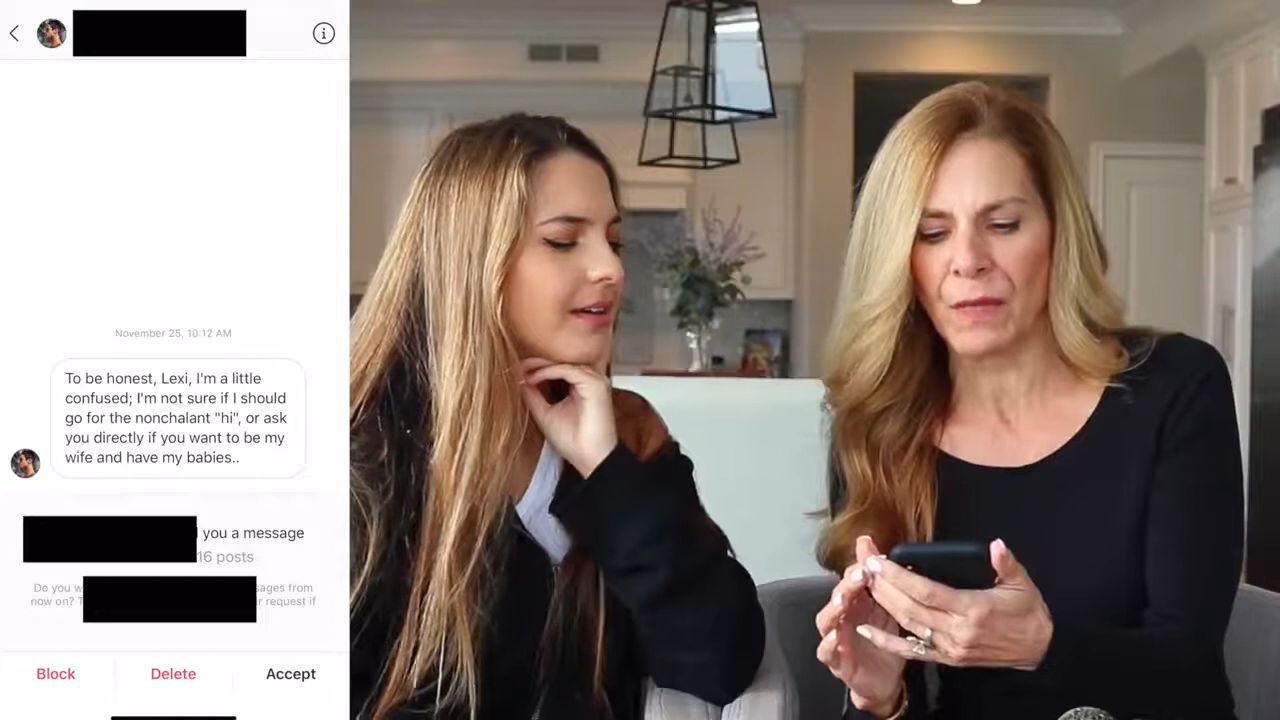 November 25, 10:12 AM
To be honest, Lexi, I'm a little
confused; I'm not sure if I should
go for the nonchalant "hi", or ask
you directly if you want to be my
wife and have my babies..
you a message
16 posts
Do you
from
now on?
request if
Block Delete Accept